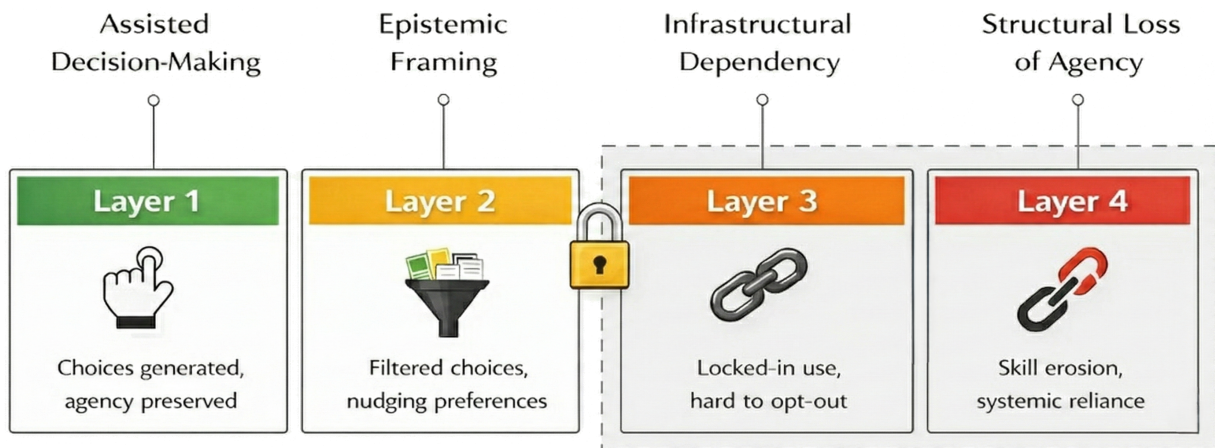 Assisted
Decision-Making
Epistemic
Framing
Infrastructural
Dependency
Structural Loss
of Agency
Layer 1
Layer 2
Layer 3
Layer 4
Choices generated,
agency preserved
Filtered choices,
nudging preferences
Locked-in use,
hard to opt-out
Skill erosion,
systemic reliance